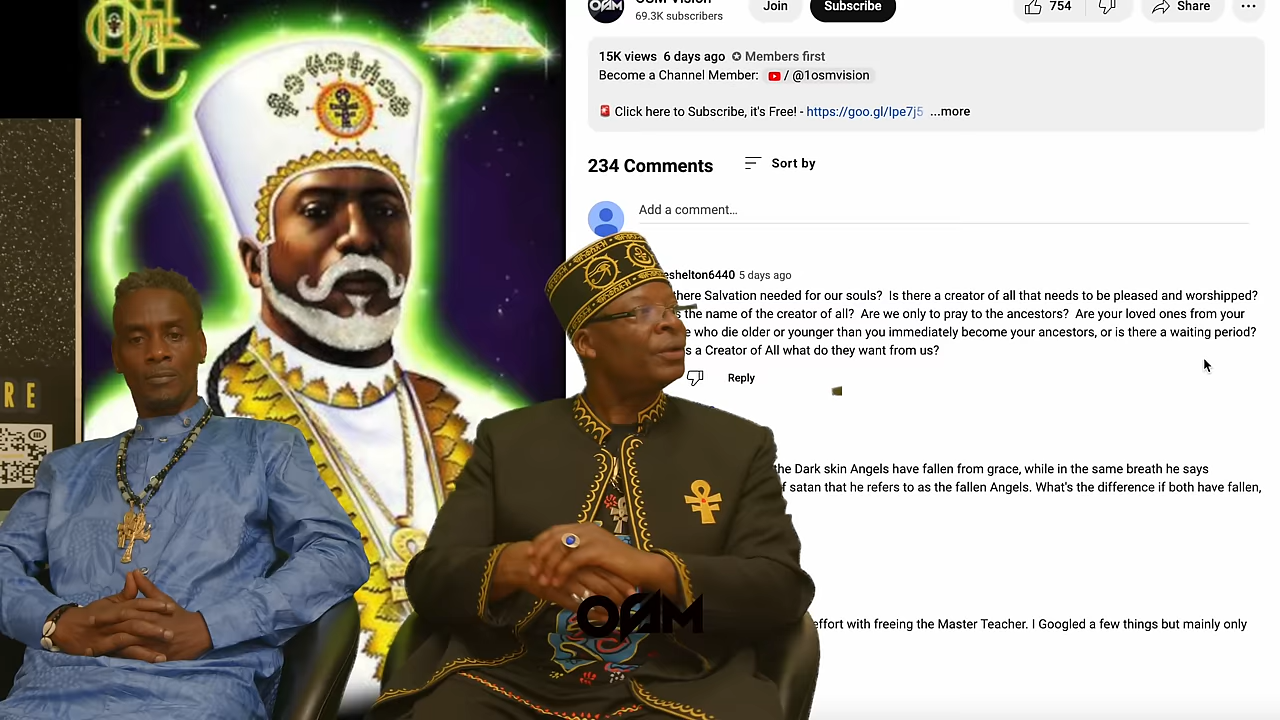 69.3K subscribers
Join
Subscribe
754
Share
15K views 6 days ago Members first
Become a Channel Member: / @1osmvision
Click here to Subscribe, it's Free! - https://goo.gl/Ipe7j5 ...more
234 Comments
Sort by
Add a comment...
eshelton6440 5 days ago
there Salvation needed for our souls? Is there a creator of all that needs to be pleased and worshipped?
the name of the creator of all? Are we only to pray to the ancestors? Are your loved ones from your
who die older or younger than you immediately become your ancestors, or is there a waiting period?
s a Creator of All what do they want from us?
Reply
the Dark skin Angels have fallen from grace, while in the same breath he says
f satan that he refers to as the fallen Angels. What's the difference if both have fallen,
effort with freeing the Master Teacher. I Googled a few things but mainly only
RE
OSM